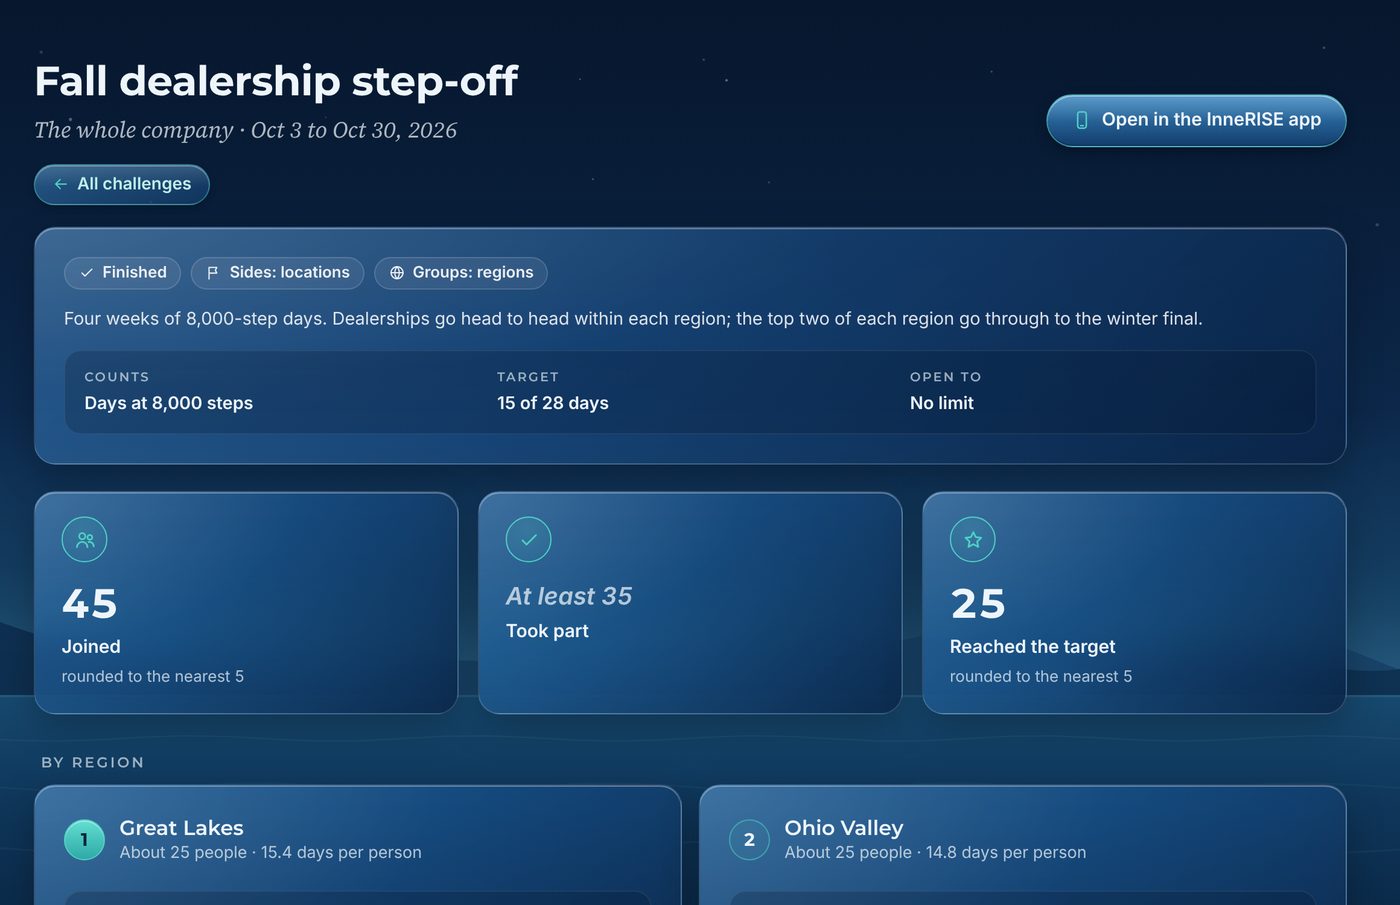 Fall dealership step-off
The whole company · Oct 3 to Oct 30, 2026
Open in the InneRISE app
← All challenges
Finished
Sides: locations
Groups: regions
Four weeks of 8,000-step days. Dealerships go head to head within each region; the top two of each region go through to the winter final.
COUNTS
Days at 8,000 steps
TARGET
15 of 28 days
OPEN TO
No limit
45
Joined
rounded to the nearest 5
At least 35
Took part
25
Reached the target
rounded to the nearest 5
BY REGION
1
Great Lakes
About 25 people · 15.4 days per person
2
Ohio Valley
About 25 people · 14.8 days per person